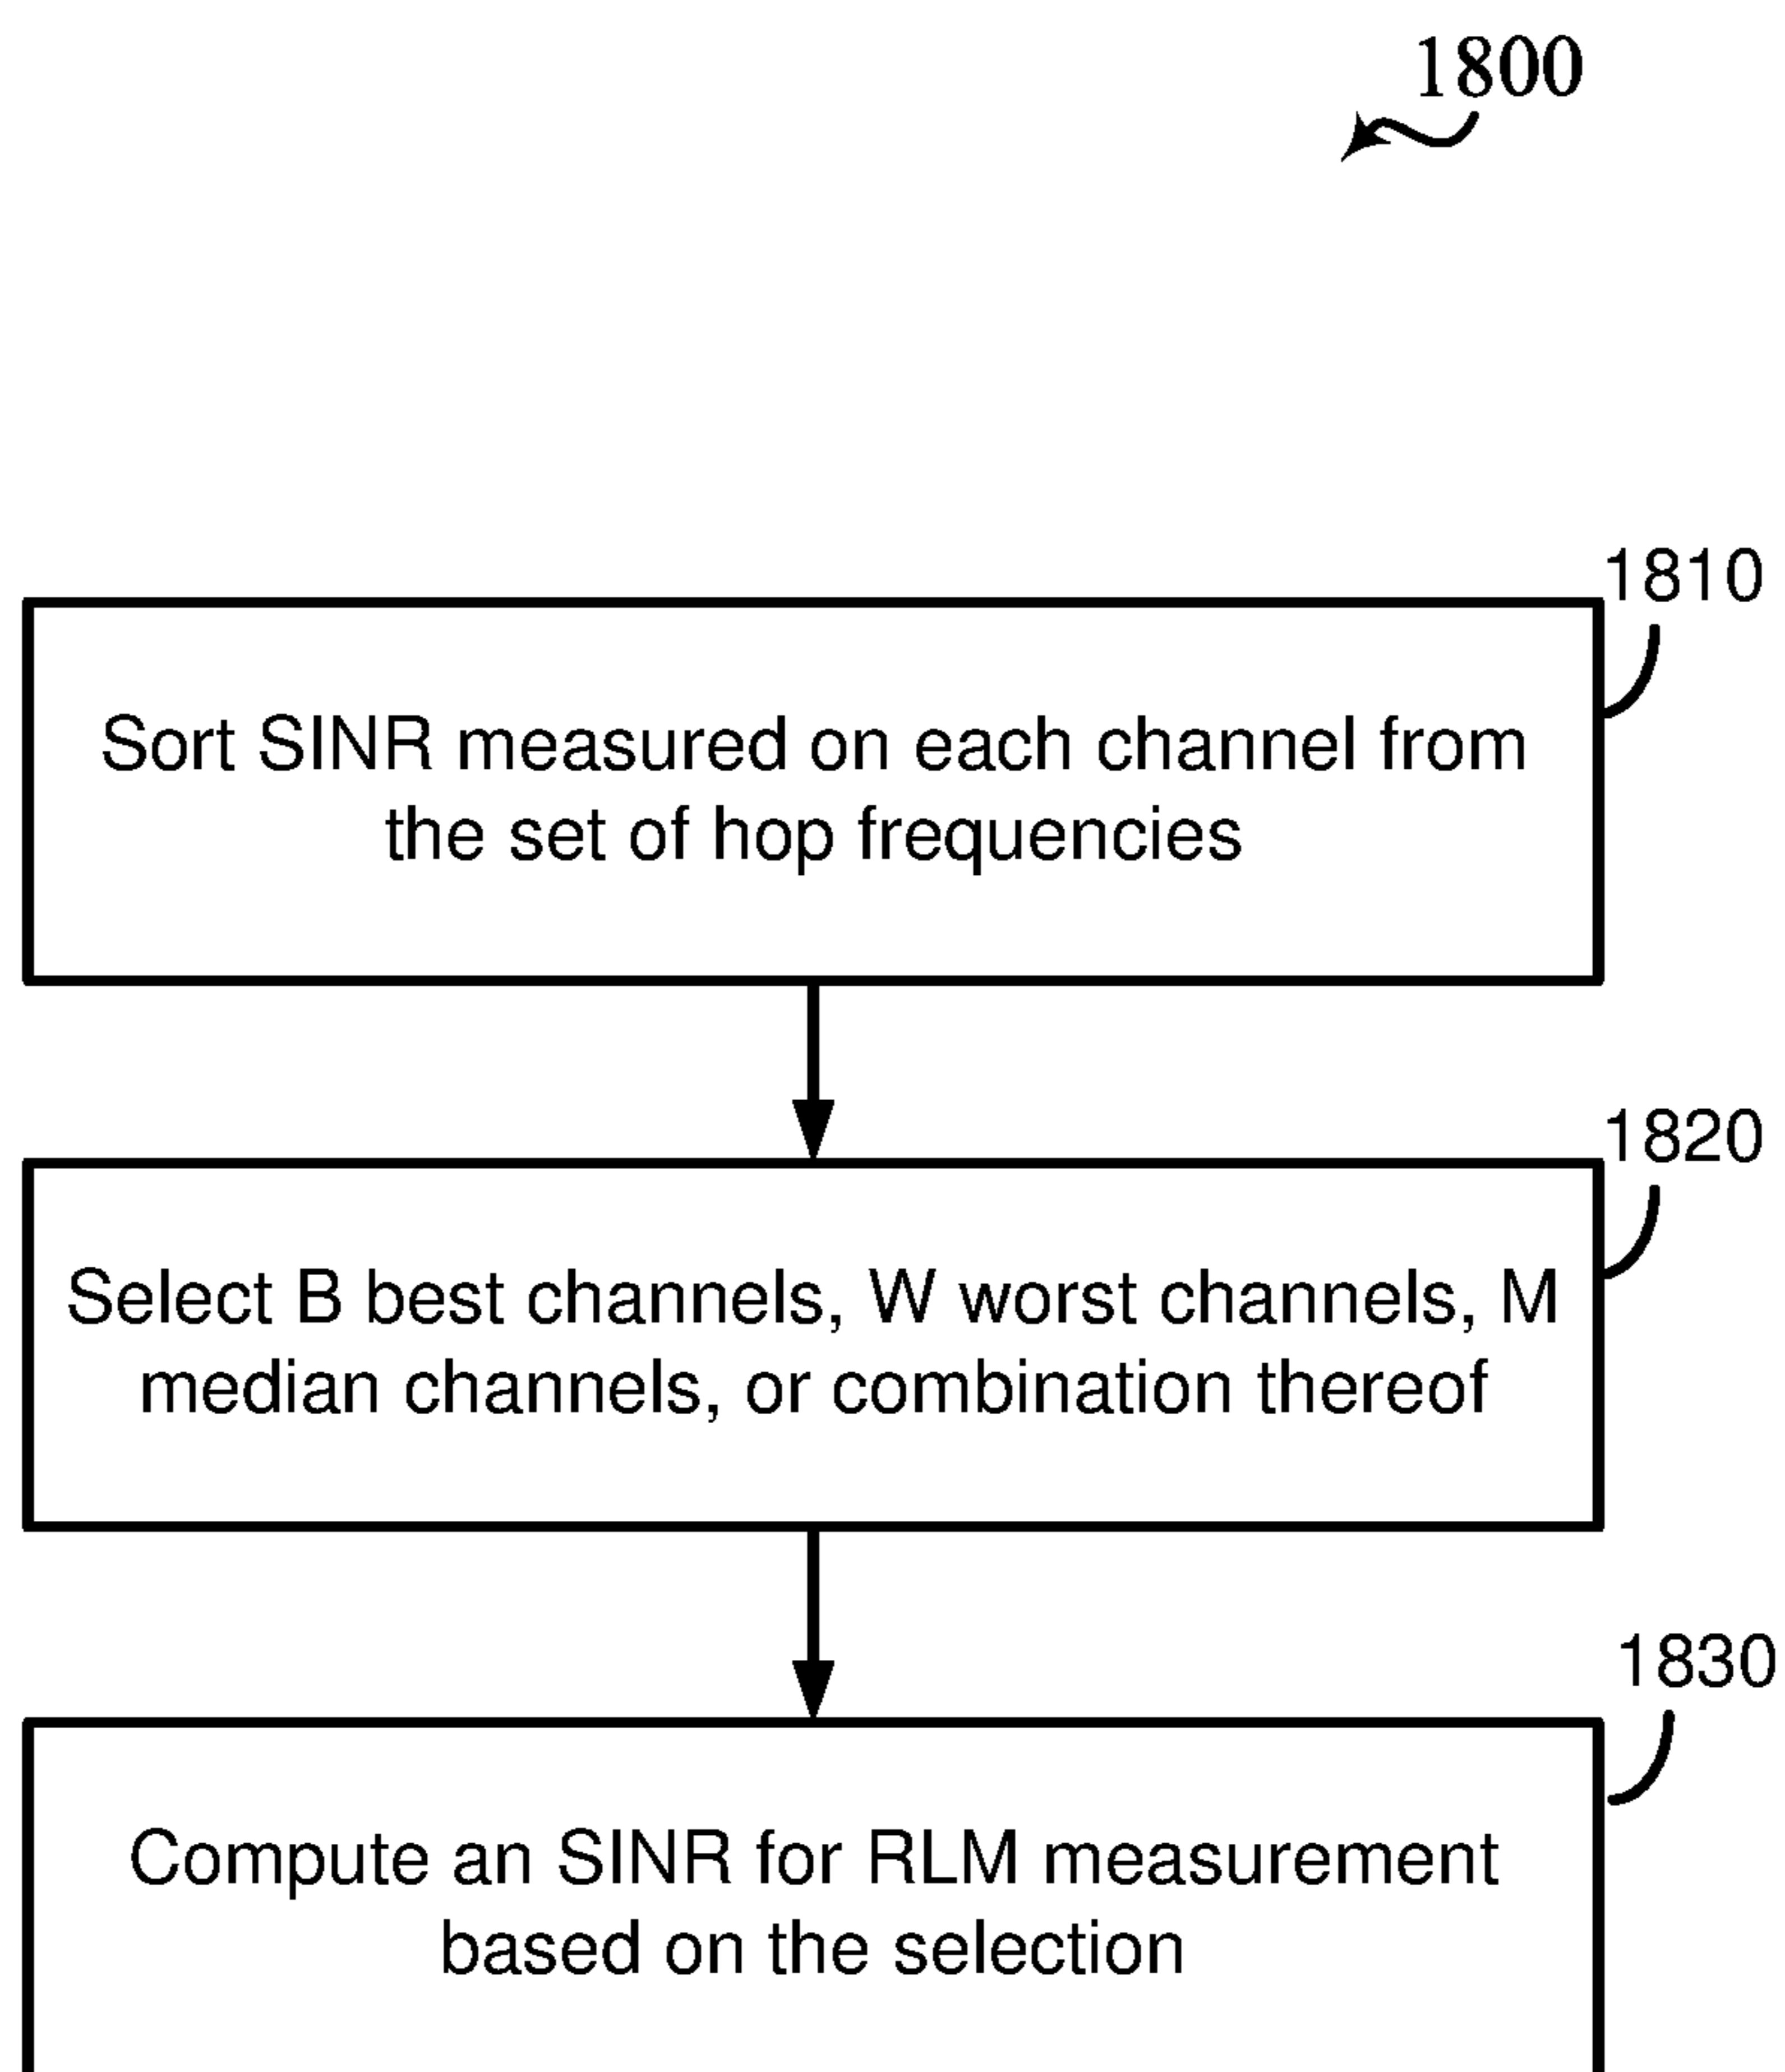 1800
1810
Sort SINR measured on each channel from
the set of hop frequencies
1820
Select B best channels, W worst channels, M
median channels, or combination thereof
1830
Compute an SINR for RLM measurement
based on the selection